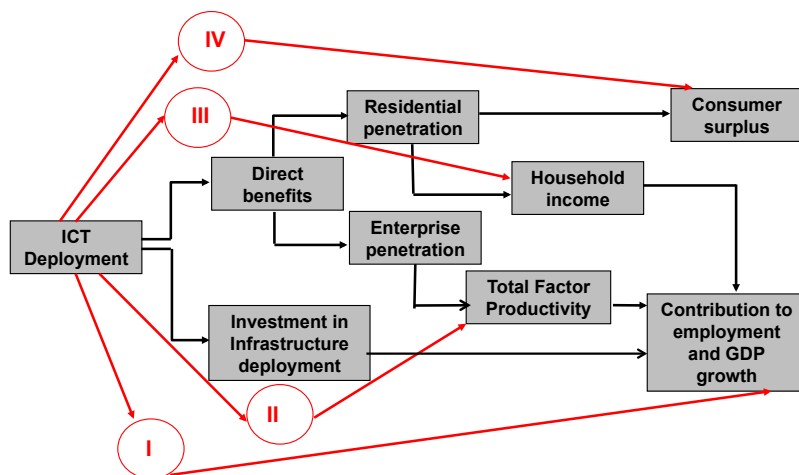 IV
III
Residential
penetration
Consumer
surplus
Direct
benefits
Household
income
ICT
Deployment
Enterprise
penetration
Total Factor
Productivity
Investment in
Infrastructure
deployment
Contribution to
employment
and GDP
growth
II
I